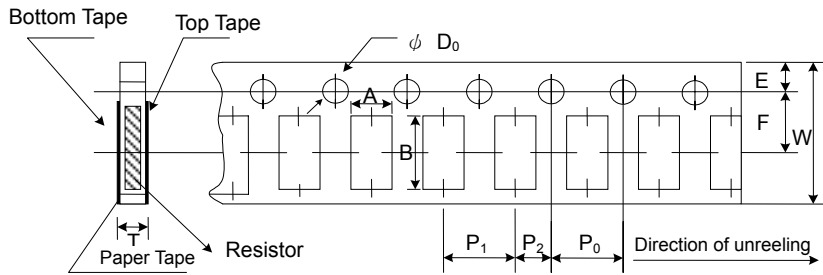 Bottom Tape
Top Tape
ϕ D₀
A
E
F
W
B
T
Paper Tape
Resistor
P₁
P₂
P₀
Direction of unreeling